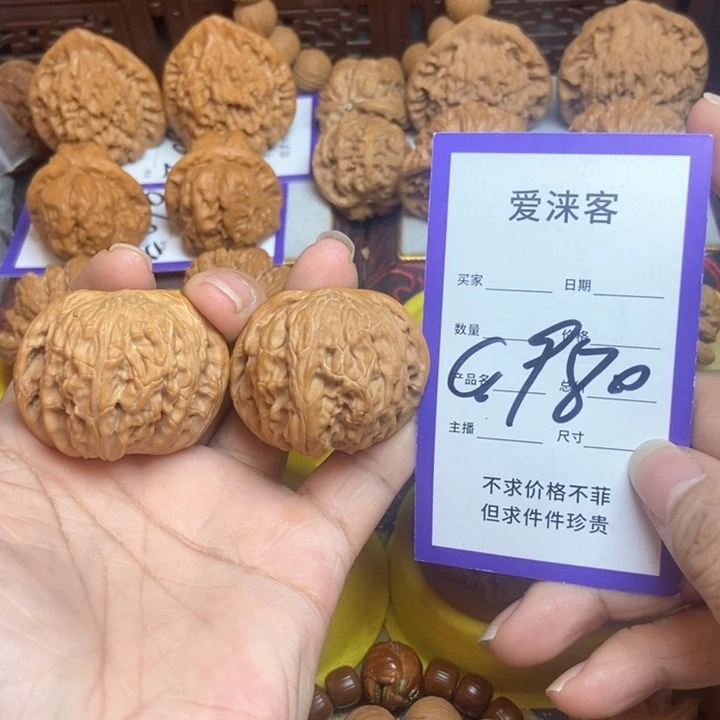 爱涞客
买家 日期
数量 价格
G980
产品名 总
主播 尺寸
不求价格不菲
但求件件珍贵